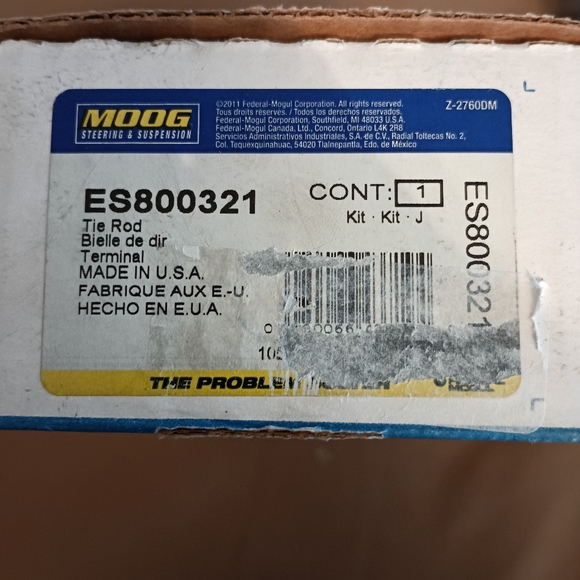 MOOG
STEERING & SUSPENSION
©2011 Federal-Mogul Corporation. All rights reserved.
Tous droits réservés. / Todos los derechos reservados.
Federal-Mogul Corporation, Southfield, MI 48033 U.S.A.
Federal-Mogul Canada, Ltd., Concord, Ontario L4K 2R8
Servicios Administrativos Industriales, S.A. de C.V., Radial Toltecas No. 2,
Col. Tequexquinahuac, 54020 Tlalnepantla, Edo. de México
Z-2760DM
ES800321
CONT: 1
Kit · Kit · J
Tie Rod
Bielle de dir
Terminal
MADE IN U.S.A.
FABRIQUE AUX E.-U.
HECHO EN E.U.A.
ES800321
THE